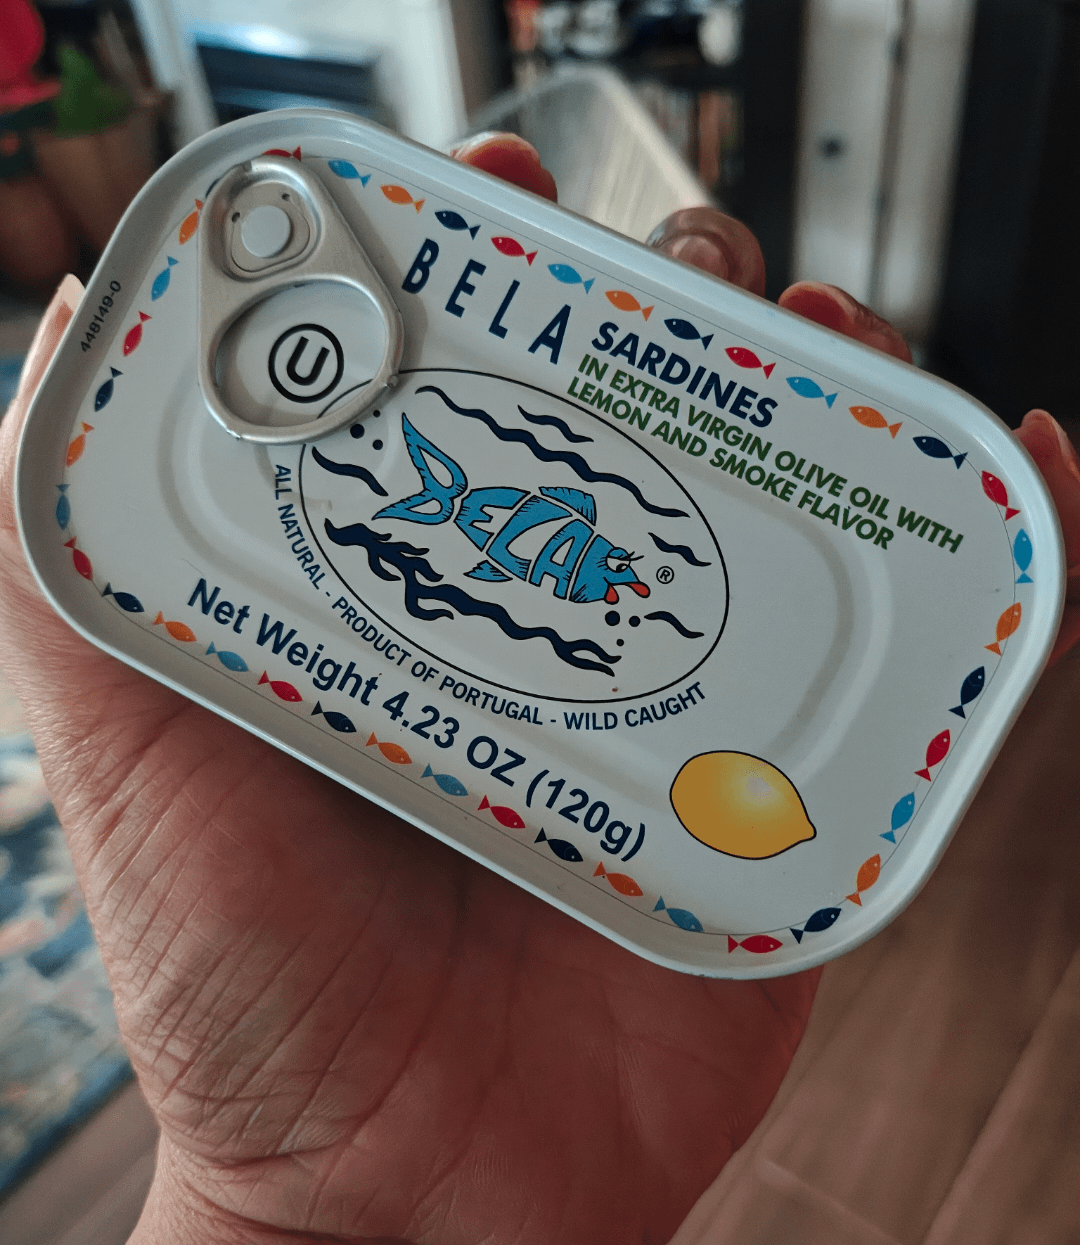 448149-0
U
BELA
SARDINES
IN EXTRA VIRGIN OLIVE OIL WITH
LEMON AND SMOKE FLAVOR
BELA
®
ALL NATURAL - PRODUCT OF PORTUGAL - WILD CAUGHT
Net Weight 4.23 OZ (120g)